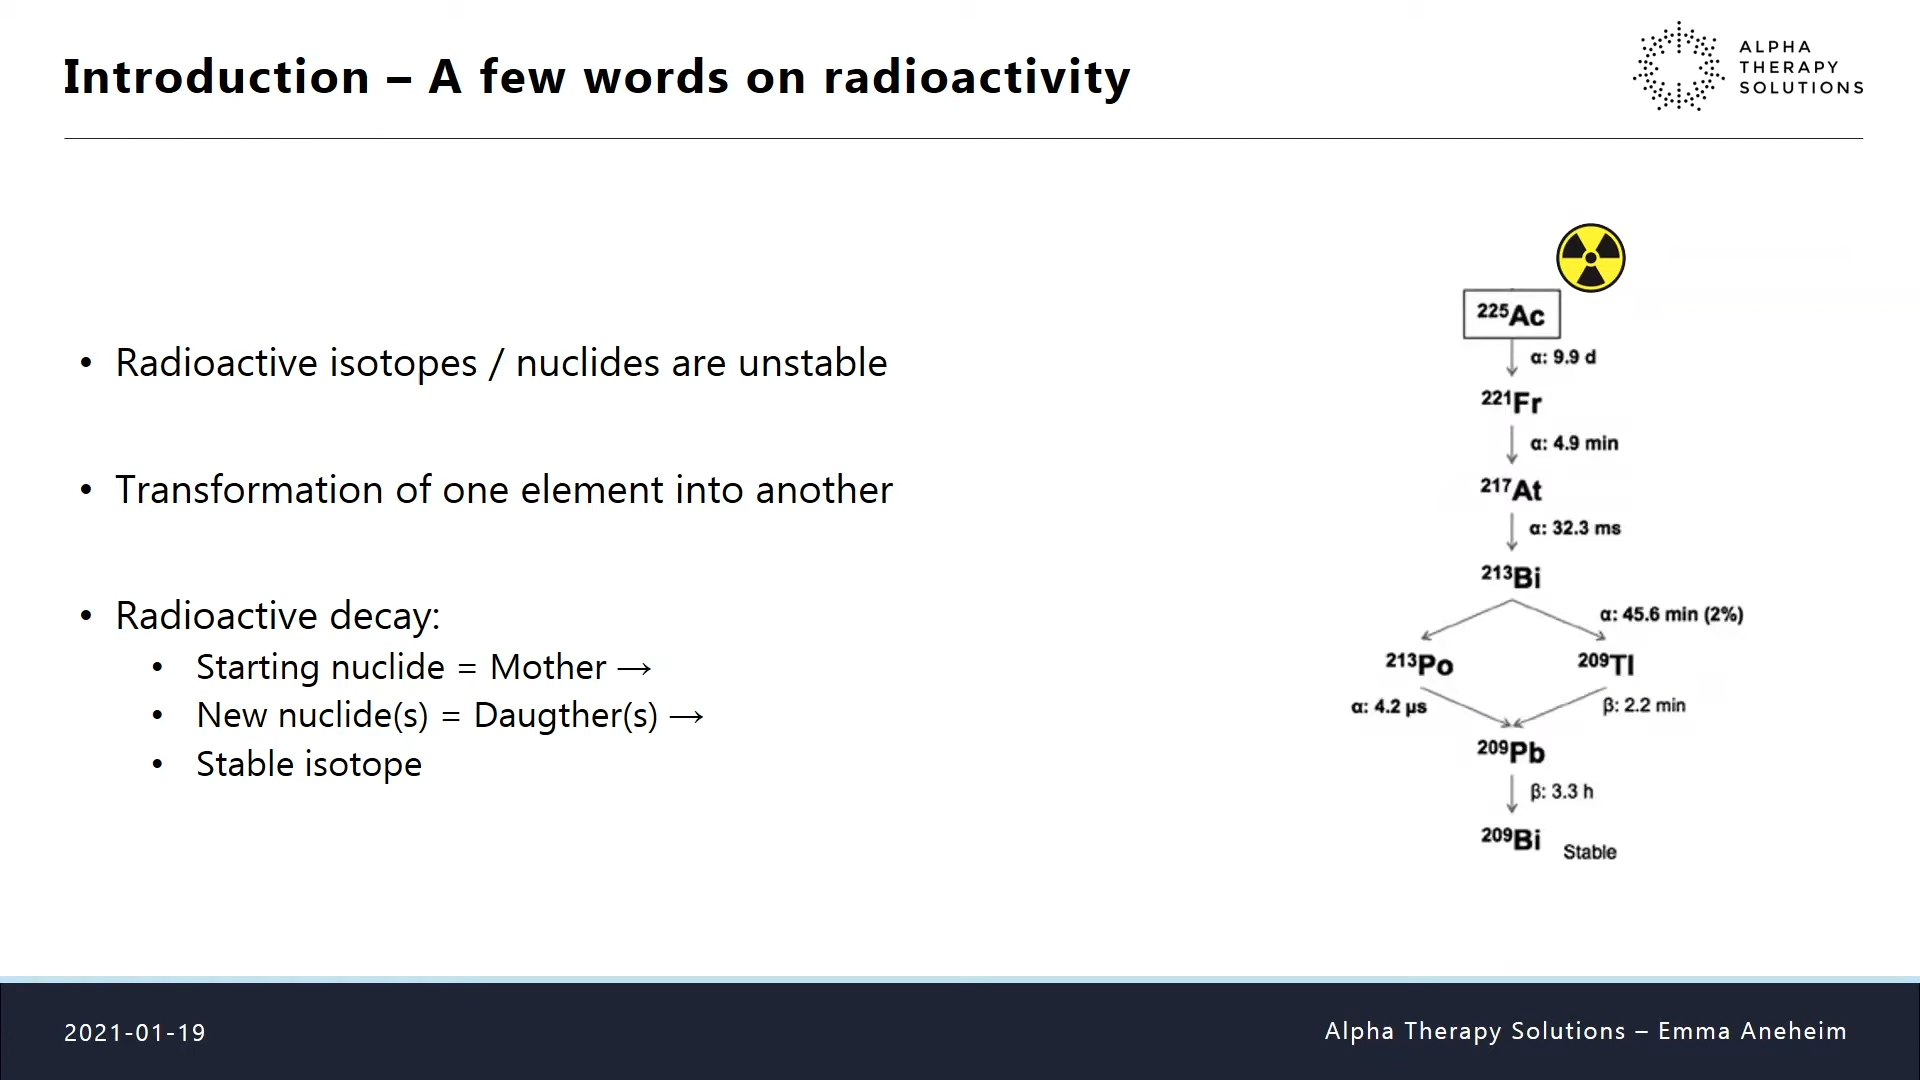 Introduction – A few words on radioactivity
ALPHA
THERAPY
SOLUTIONS
• Radioactive isotopes / nuclides are unstable
• Transformation of one element into another
• Radioactive decay:
• Starting nuclide = Mother →
• New nuclide(s) = Daugther(s) →
• Stable isotope
²²⁵Ac
α: 9.9 d
²²¹Fr
α: 4.9 min
²¹⁷At
α: 32.3 ms
²¹³Bi
α: 45.6 min (2%)
²¹³Po ²⁰⁹Tl
α: 4.2 µs β: 2.2 min
²⁰⁹Pb
β: 3.3 h
²⁰⁹Bi Stable
2021-01-19
Alpha Therapy Solutions – Emma Aneheim